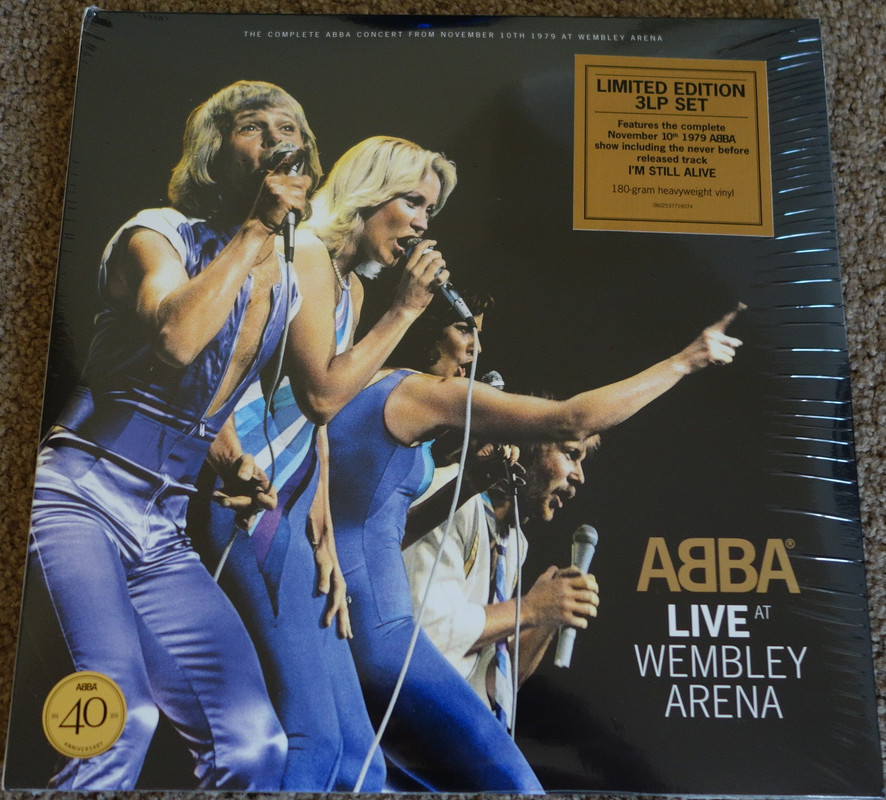 THE COMPLETE ABBA CONCERT FROM NOVEMBER 10TH 1979 AT WEMBLEY ARENA
LIMITED EDITION
3LP SET
Features the complete
November 10th 1979 ABBA
show including the never before
released track
I'M STILL ALIVE
180-gram heavyweight vinyl
ABBA®
LIVE AT
WEMBLEY
ARENA
ABBA
40
ANNIVERSARY